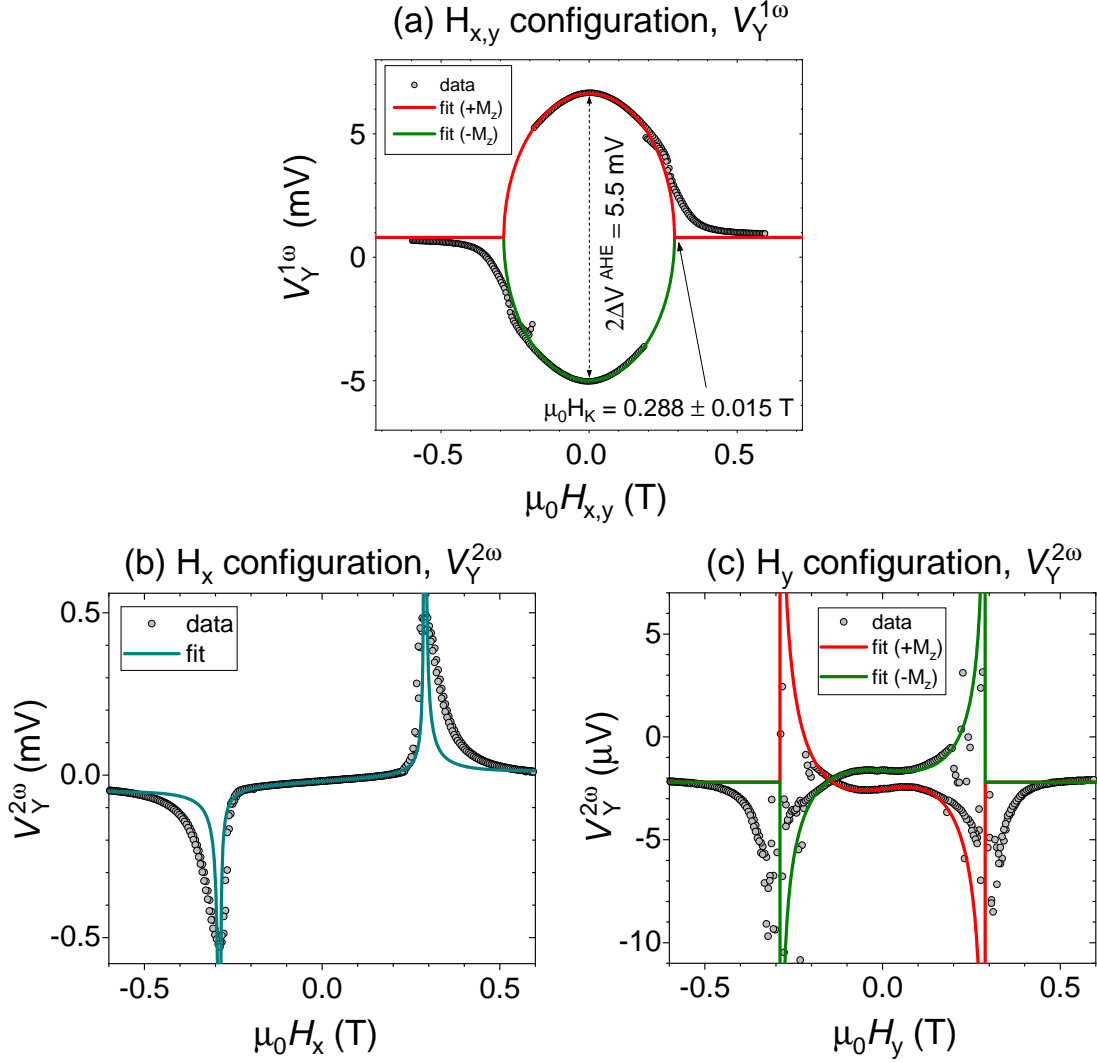 (a) H_{x,y} configuration, V_Y^{1ω}
data
fit (+M_z)
fit (-M_z)
5
0
-5
V_Y^{1ω} (mV)
2ΔV^{AHE} = 5.5 mV
μ₀H_K = 0.288 ± 0.015 T
-0.5 0.0 0.5
μ₀H_{x,y} (T)
(b) H_x configuration, V_Y^{2ω}
data
fit
0.5
0.0
-0.5
V_Y^{2ω} (mV)
-0.5 0.0 0.5
μ₀H_x (T)
(c) H_y configuration, V_Y^{2ω}
data
fit (+M_z)
fit (-M_z)
5
0
-5
-10
V_Y^{2ω} (μV)
-0.5 0.0 0.5
μ₀H_y (T)